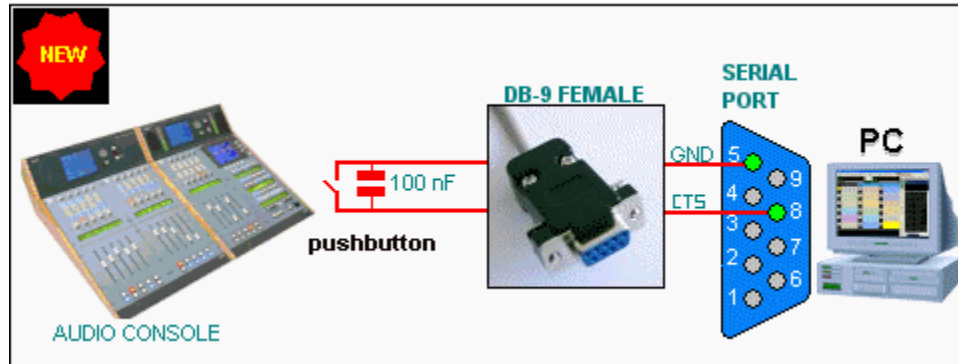 NEW
AUDIO CONSOLE
pushbutton
100 nF
DB-9 FEMALE
GND
CTS
SERIAL
PORT
5
4
3
2
1
9
8
7
6
PC